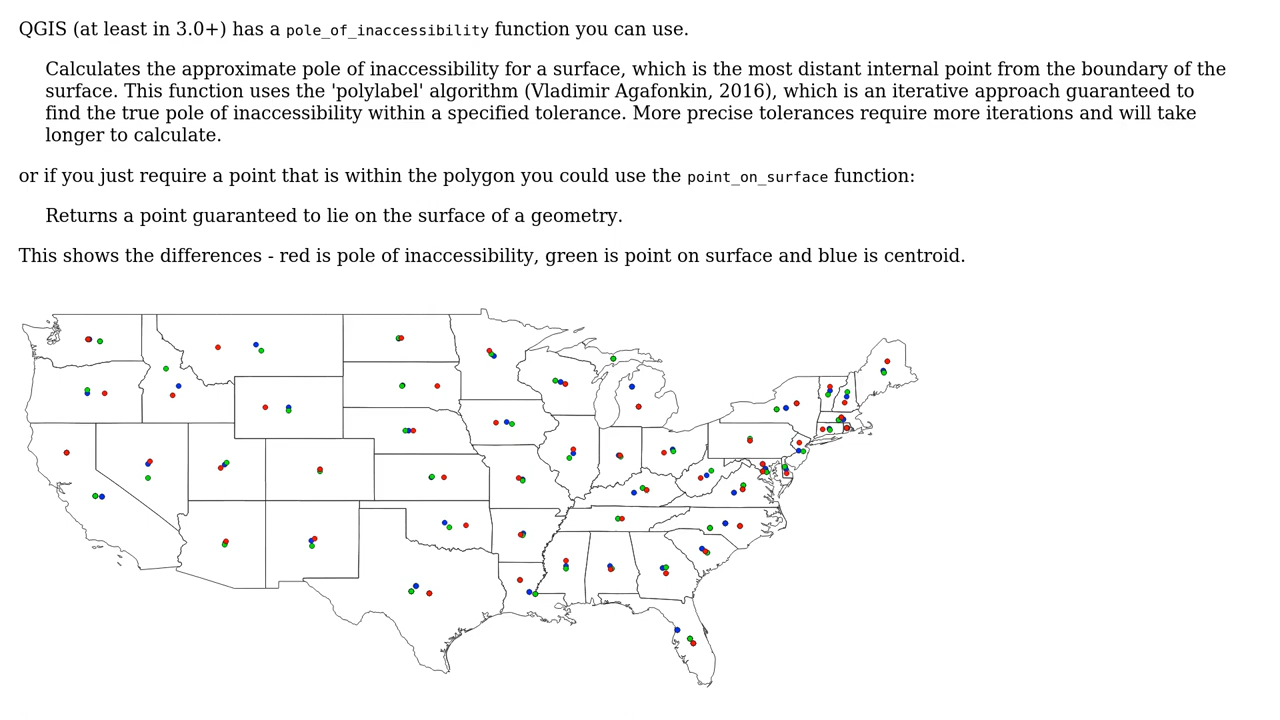 QGIS (at least in 3.0+) has a pole_of_inaccessibility function you can use.
Calculates the approximate pole of inaccessibility for a surface, which is the most distant internal point from the boundary of the
surface. This function uses the 'polylabel' algorithm (Vladimir Agafonkin, 2016), which is an iterative approach guaranteed to
find the true pole of inaccessibility within a specified tolerance. More precise tolerances require more iterations and will take
longer to calculate.
or if you just require a point that is within the polygon you could use the point_on_surface function:
Returns a point guaranteed to lie on the surface of a geometry.
This shows the differences - red is pole of inaccessibility, green is point on surface and blue is centroid.